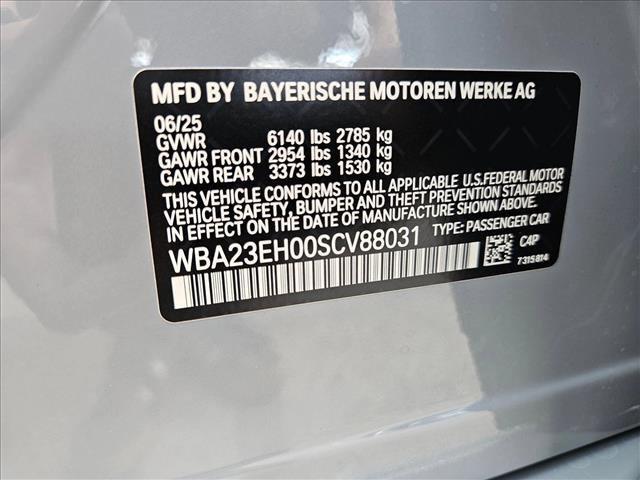 MFD BY BAYERISCHE MOTOREN WERKE AG
06/25
GVWR 6140 lbs 2785 kg
GAWR FRONT 2954 lbs 1340 kg
GAWR REAR 3373 lbs 1530 kg
THIS VEHICLE CONFORMS TO ALL APPLICABLE U.S.FEDERAL MOTOR
VEHICLE SAFETY, BUMPER, AND THEFT PREVENTION STANDARDS
IN EFFECT ON THE DATE OF MANUFACTURE SHOWN ABOVE.
WBA23EH00SCV88031 TYPE: PASSENGER CAR
C4P
7315814